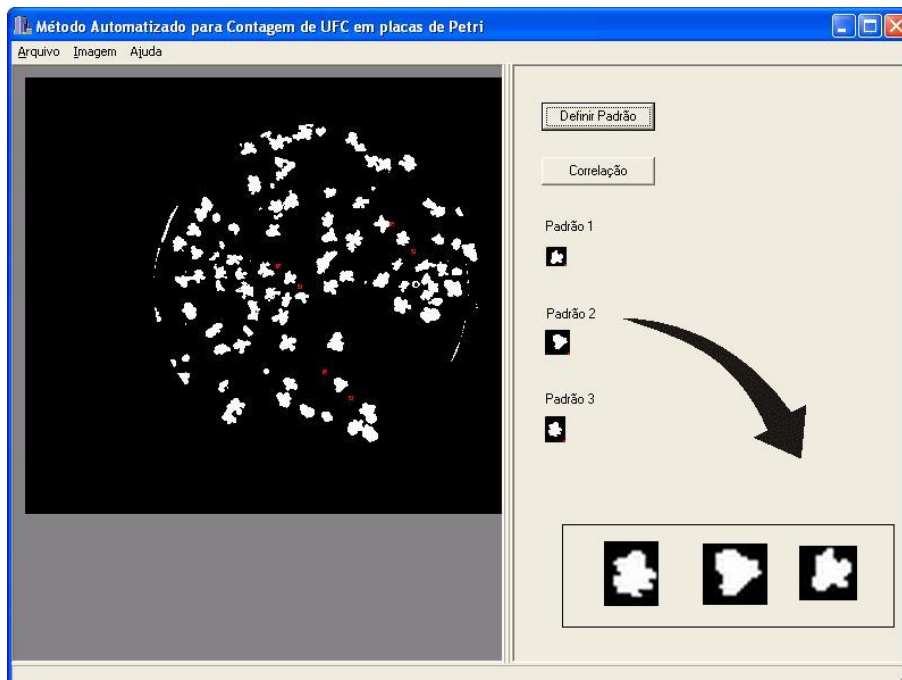 Método Automatizado para Contagem de UFC em placas de Petri
Arquivo Imagem Ajuda
Definir Padrão
Correlação
Padrão 1
Padrão 2
Padrão 3